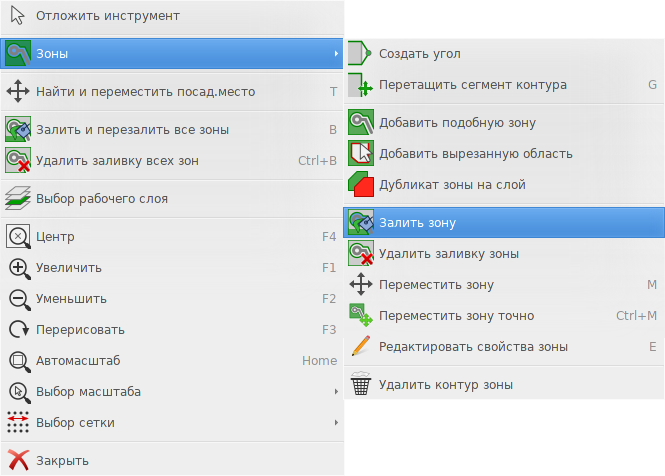 Отложить инструмент
Зоны
Найти и переместить посад.место T
Залить и перезалить все зоны B
Удалить заливку всех зон Ctrl+B
Выбор рабочего слоя
Центр F4
Увеличить F1
Уменьшить F2
Перерисовать F3
Автомасштаб Home
Выбор масштаба
Выбор сетки
Закрыть
Создать угол
Перетащить сегмент контура G
Добавить подобную зону
Добавить вырезанную область
Дубликат зоны на слой
Залить зону
Удалить заливку зоны
Переместить зону M
Переместить зону точно Ctrl+M
Редактировать свойства зоны E
Удалить контур зоны